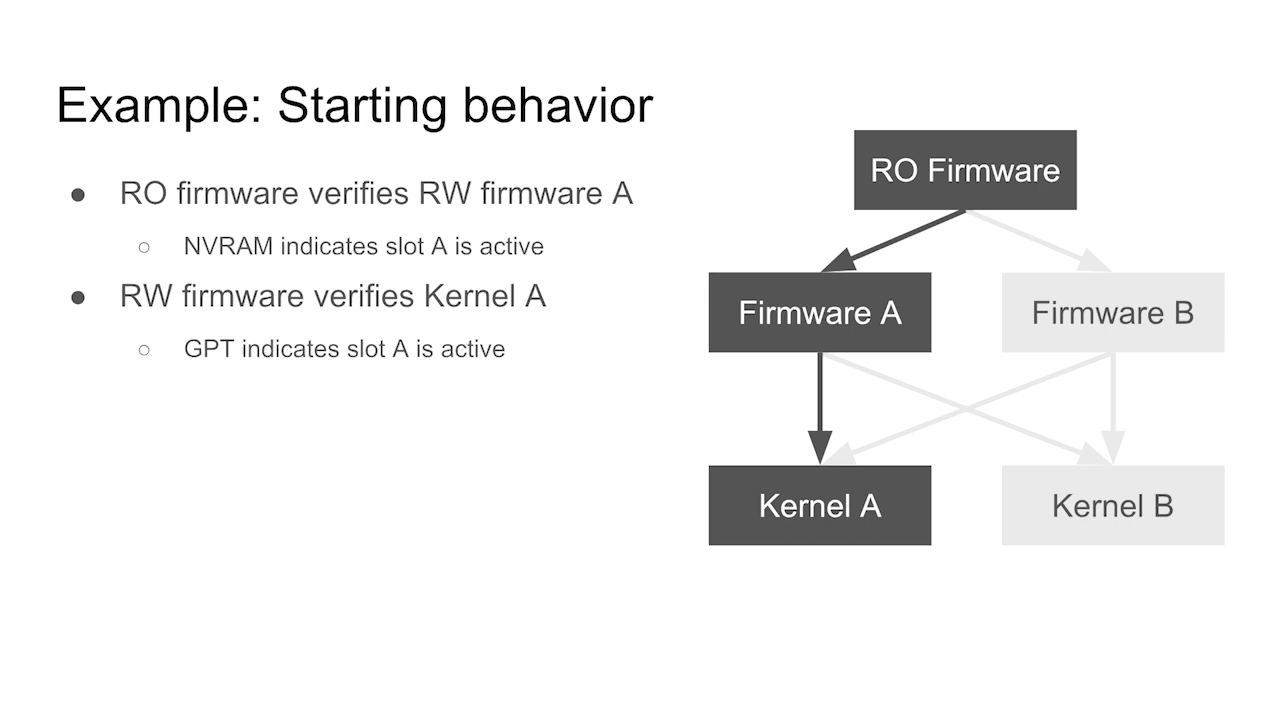 Example: Starting behavior
● RO firmware verifies RW firmware A
○ NVRAM indicates slot A is active
● RW firmware verifies Kernel A
○ GPT indicates slot A is active
RO Firmware
Firmware A
Firmware B
Kernel A
Kernel B